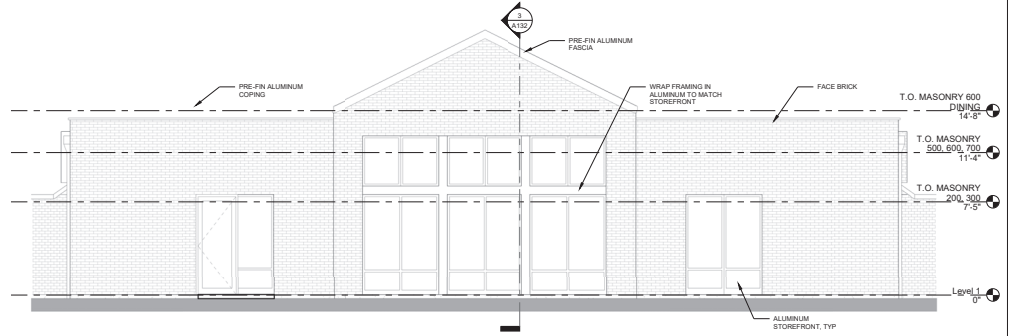 3
A132
PRE-FIN ALUMINUM
FASCIA
PRE-FIN ALUMINUM
COPING
WRAP FRAMING IN
ALUMINUM TO MATCH
STOREFRONT
FACE BRICK
T.O. MASONRY 600
DINING
14'-8"
T.O. MASONRY
500, 600, 700
11'-4"
T.O. MASONRY
200, 300
7'-5"
Level 1
0"
ALUMINUM
STOREFRONT, TYP